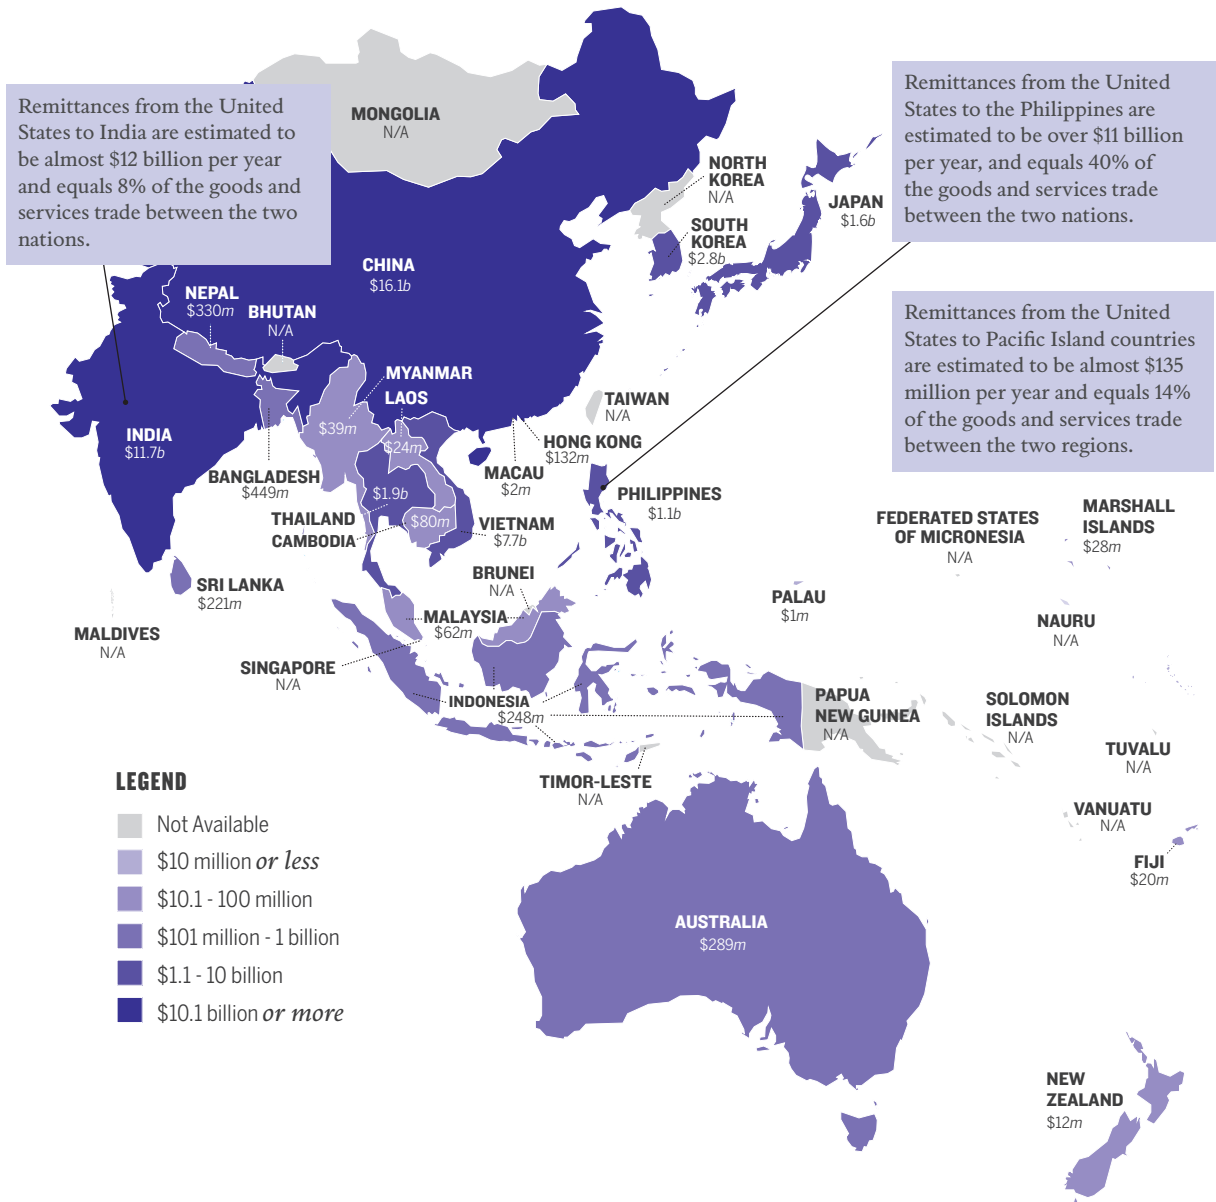 Remittances from the United
States to India are estimated to
be almost $12 billion per year
and equals 8% of the goods and
services trade between the two
nations.
Remittances from the United
States to the Philippines are
estimated to be over $11 billion
per year, and equals 40% of
the goods and services trade
between the two nations.
Remittances from the United
States to Pacific Island countries
are estimated to be almost $135
million per year and equals 14%
of the goods and services trade
between the two regions.
MONGOLIA
N/A
NORTH
KOREA
N/A
SOUTH
KOREA
$2.8b
JAPAN
$1.6b
CHINA
$16.1b
NEPAL
$330m
BHUTAN
N/A
MYANMAR
$39m
LAOS
$24m
TAIWAN
N/A
HONG KONG
$132m
MACAU
$2m
INDIA
$11.7b
BANGLADESH
$449m
THAILAND
$1.9b
CAMBODIA
$80m
VIETNAM
$7.7b
PHILIPPINES
$1.1b
FEDERATED STATES
OF MICRONESIA
N/A
MARSHALL
ISLANDS
$28m
SRI LANKA
$221m
BRUNEI
N/A
PALAU
$1m
MALDIVES
N/A
MALAYSIA
$62m
NAURU
N/A
SINGAPORE
N/A
INDONESIA
$248m
PAPUA
NEW GUINEA
N/A
SOLOMON
ISLANDS
N/A
TUVALU
N/A
TIMOR-LESTE
N/A
VANUATU
N/A
FIJI
$20m
AUSTRALIA
$289m
NEW
ZEALAND
$12m
LEGEND
Not Available
$10 million or less
$10.1 - 100 million
$101 million - 1 billion
$1.1 - 10 billion
$10.1 billion or more